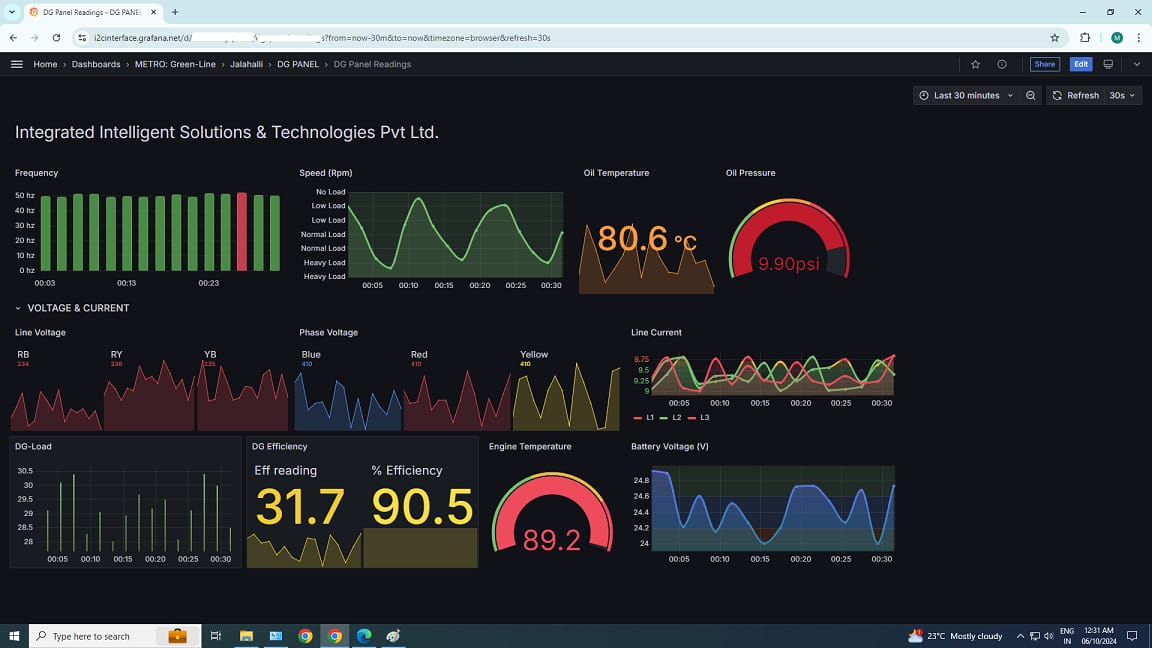 DG Panel Readings - DG PANEL
i2cinterface.grafana.net/d/
?from=now-30m&to=now&timezone=browser&refresh=30s
M
Home › Dashboards › METRO: Green-Line › Jalahalli › DG PANEL › DG Panel Readings
Share
Edit
Last 30 minutes
Refresh
30s
Integrated Intelligent Solutions & Technologies Pvt Ltd.
Frequency
50 hz
40 hz
30 hz
20 hz
10 hz
0 hz
00:03 00:13 00:23
Speed (Rpm)
No Load
Low Load
Low Load
Normal Load
Normal Load
Heavy Load
Heavy Load
00:05 00:10 00:15 00:20 00:25 00:30
Oil Temperature
80.6 °C
Oil Pressure
9.90psi
VOLTAGE & CURRENT
Line Voltage
RB
234
RY
236
YB
235
Phase Voltage
Blue
410
Red
410
Yellow
410
Line Current
9.75
9.5
9.25
9
00:05 00:10 00:15 00:20 00:25 00:30
L1 L2 L3
DG-Load
30.5
30
29.5
29
28.5
28
00:05 00:10 00:15 00:20 00:25 00:30
DG Efficiency
Eff reading
31.7
% Efficiency
90.5
Engine Temperature
89.2
Battery Voltage (V)
24.8
24.6
24.4
24.2
24
00:05 00:10 00:15 00:20 00:25 00:30
Type here to search
23°C Mostly cloudy
ENG
IN
12:31 AM
06/10/2024